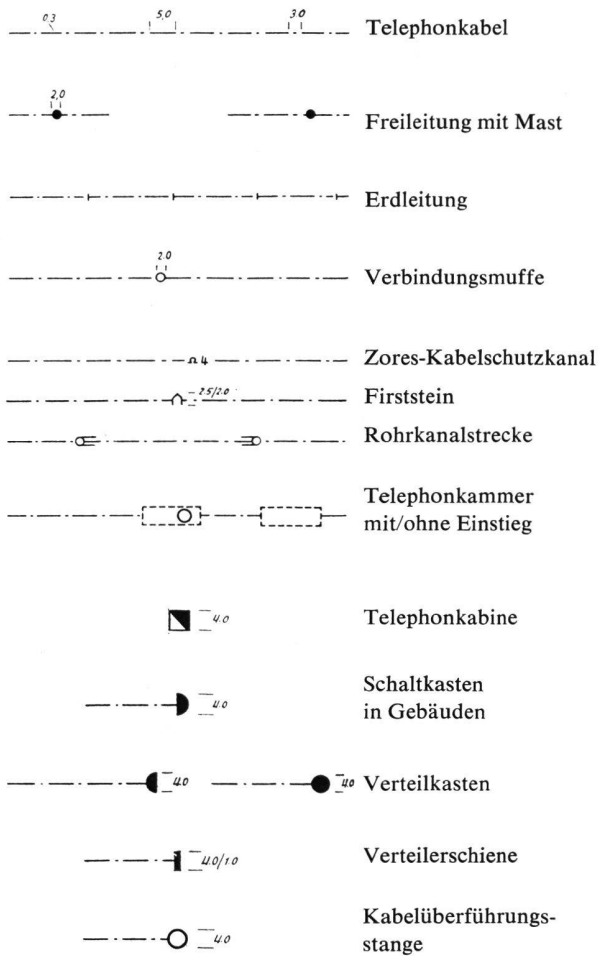 0.3 5,0 3.0 Telephonkabel
2,0
Freileitung mit Mast
Erdleitung
2.0
Verbindungsmuffe
4 Zores-Kabelschutzkanal
2.5/2.0 Firststein
Rohrkanalstrecke
Telephonkammer
mit/ohne Einstieg
4.0 Telephonkabine
Schaltkasten
in Gebäuden
4.0
4.0 4.0 Verteilkasten
4.0/1.0 Verteilerschiene
Kabelüberführungs-
stange
4.0